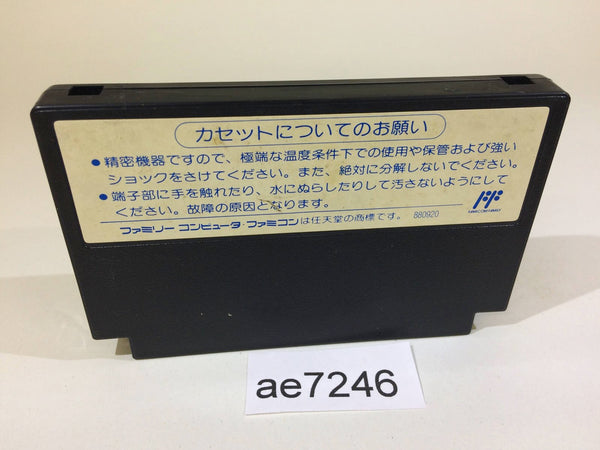 カセットについてのお願い
●精密機器ですので、極端な温度条件下での使用や保管および強い
ショックをさけてください。また、絶対に分解しないでください。
●端子部に手を触れたり、水にぬらしたりして汚さないようにして
ください。故障の原因となります。
ファミリーコンピュータ・ファミコンは任天堂の商標です。 880920
FAMICOM FAMILY
ae7246